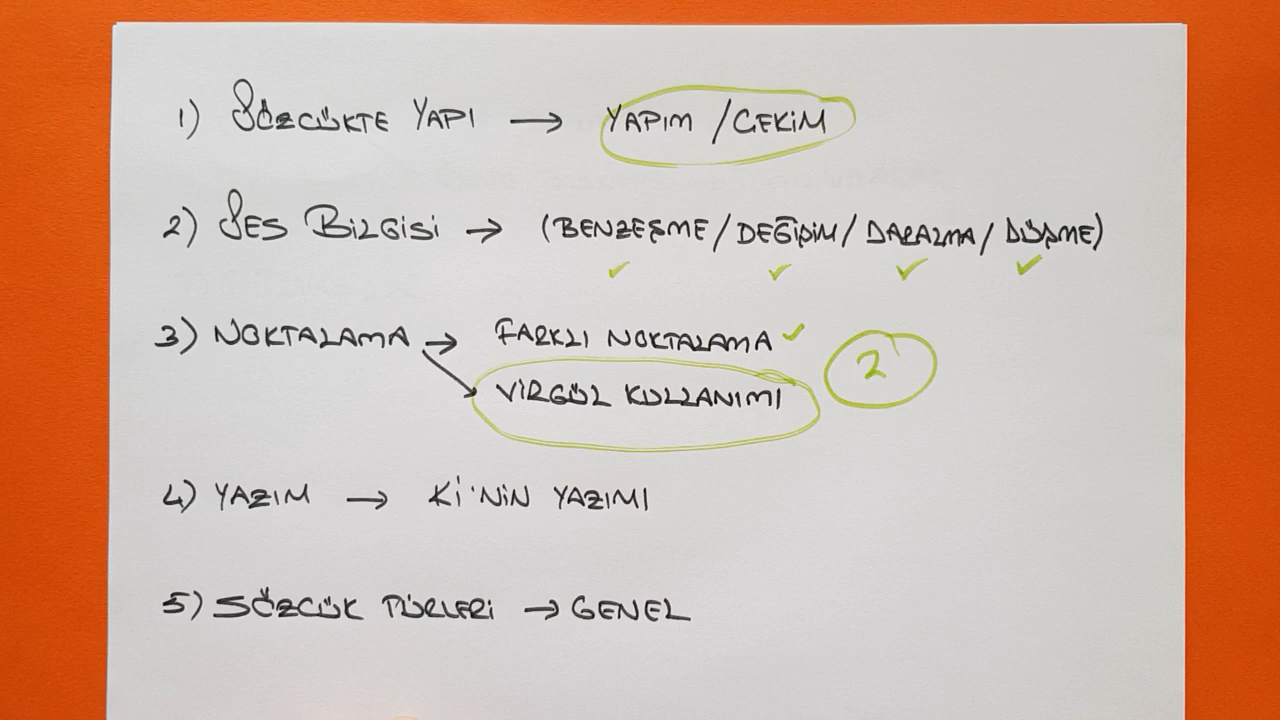 1) SÖZCÜKTE YAPI → YAPIM / ÇEKİM
2) SES BİLGİSİ → (BENZEŞME / DEĞİŞİM / DARALMA / DÜŞME)
✓ ✓ ✓ ✓
3) NOKTALAMA → FARKLI NOKTALAMA ✓
VİRGÜL KULLANIMI 2
4) YAZIM → Kİ'NİN YAZIMI
5) SÖZCÜK TÜRLERİ → GENEL